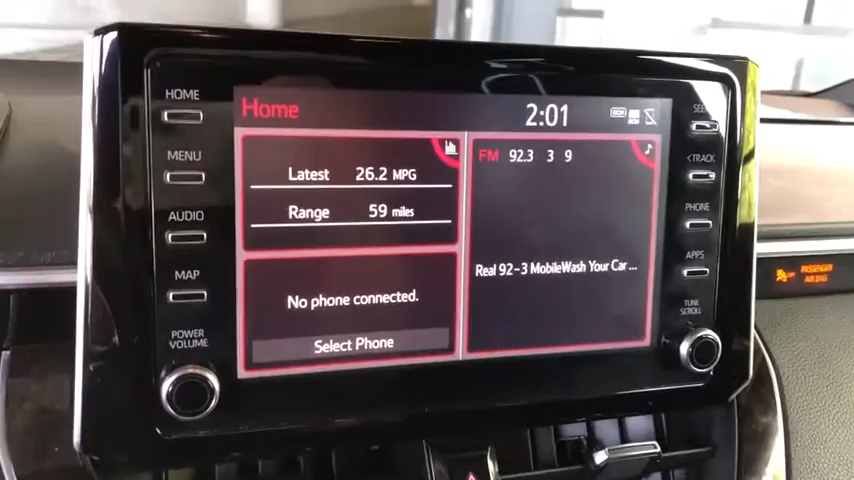 HOME
MENU
AUDIO
MAP
POWER
VOLUME
Home
2:01
Latest 26.2 MPG
Range 59 miles
No phone connected.
Select Phone
FM 92.3 3 9
Real 92-3 MobileWash Your Car ...
SEEK
<TRACK
PHONE
APPS
TUNE
SCROLL
OFF
PASSENGER
AIR BAG